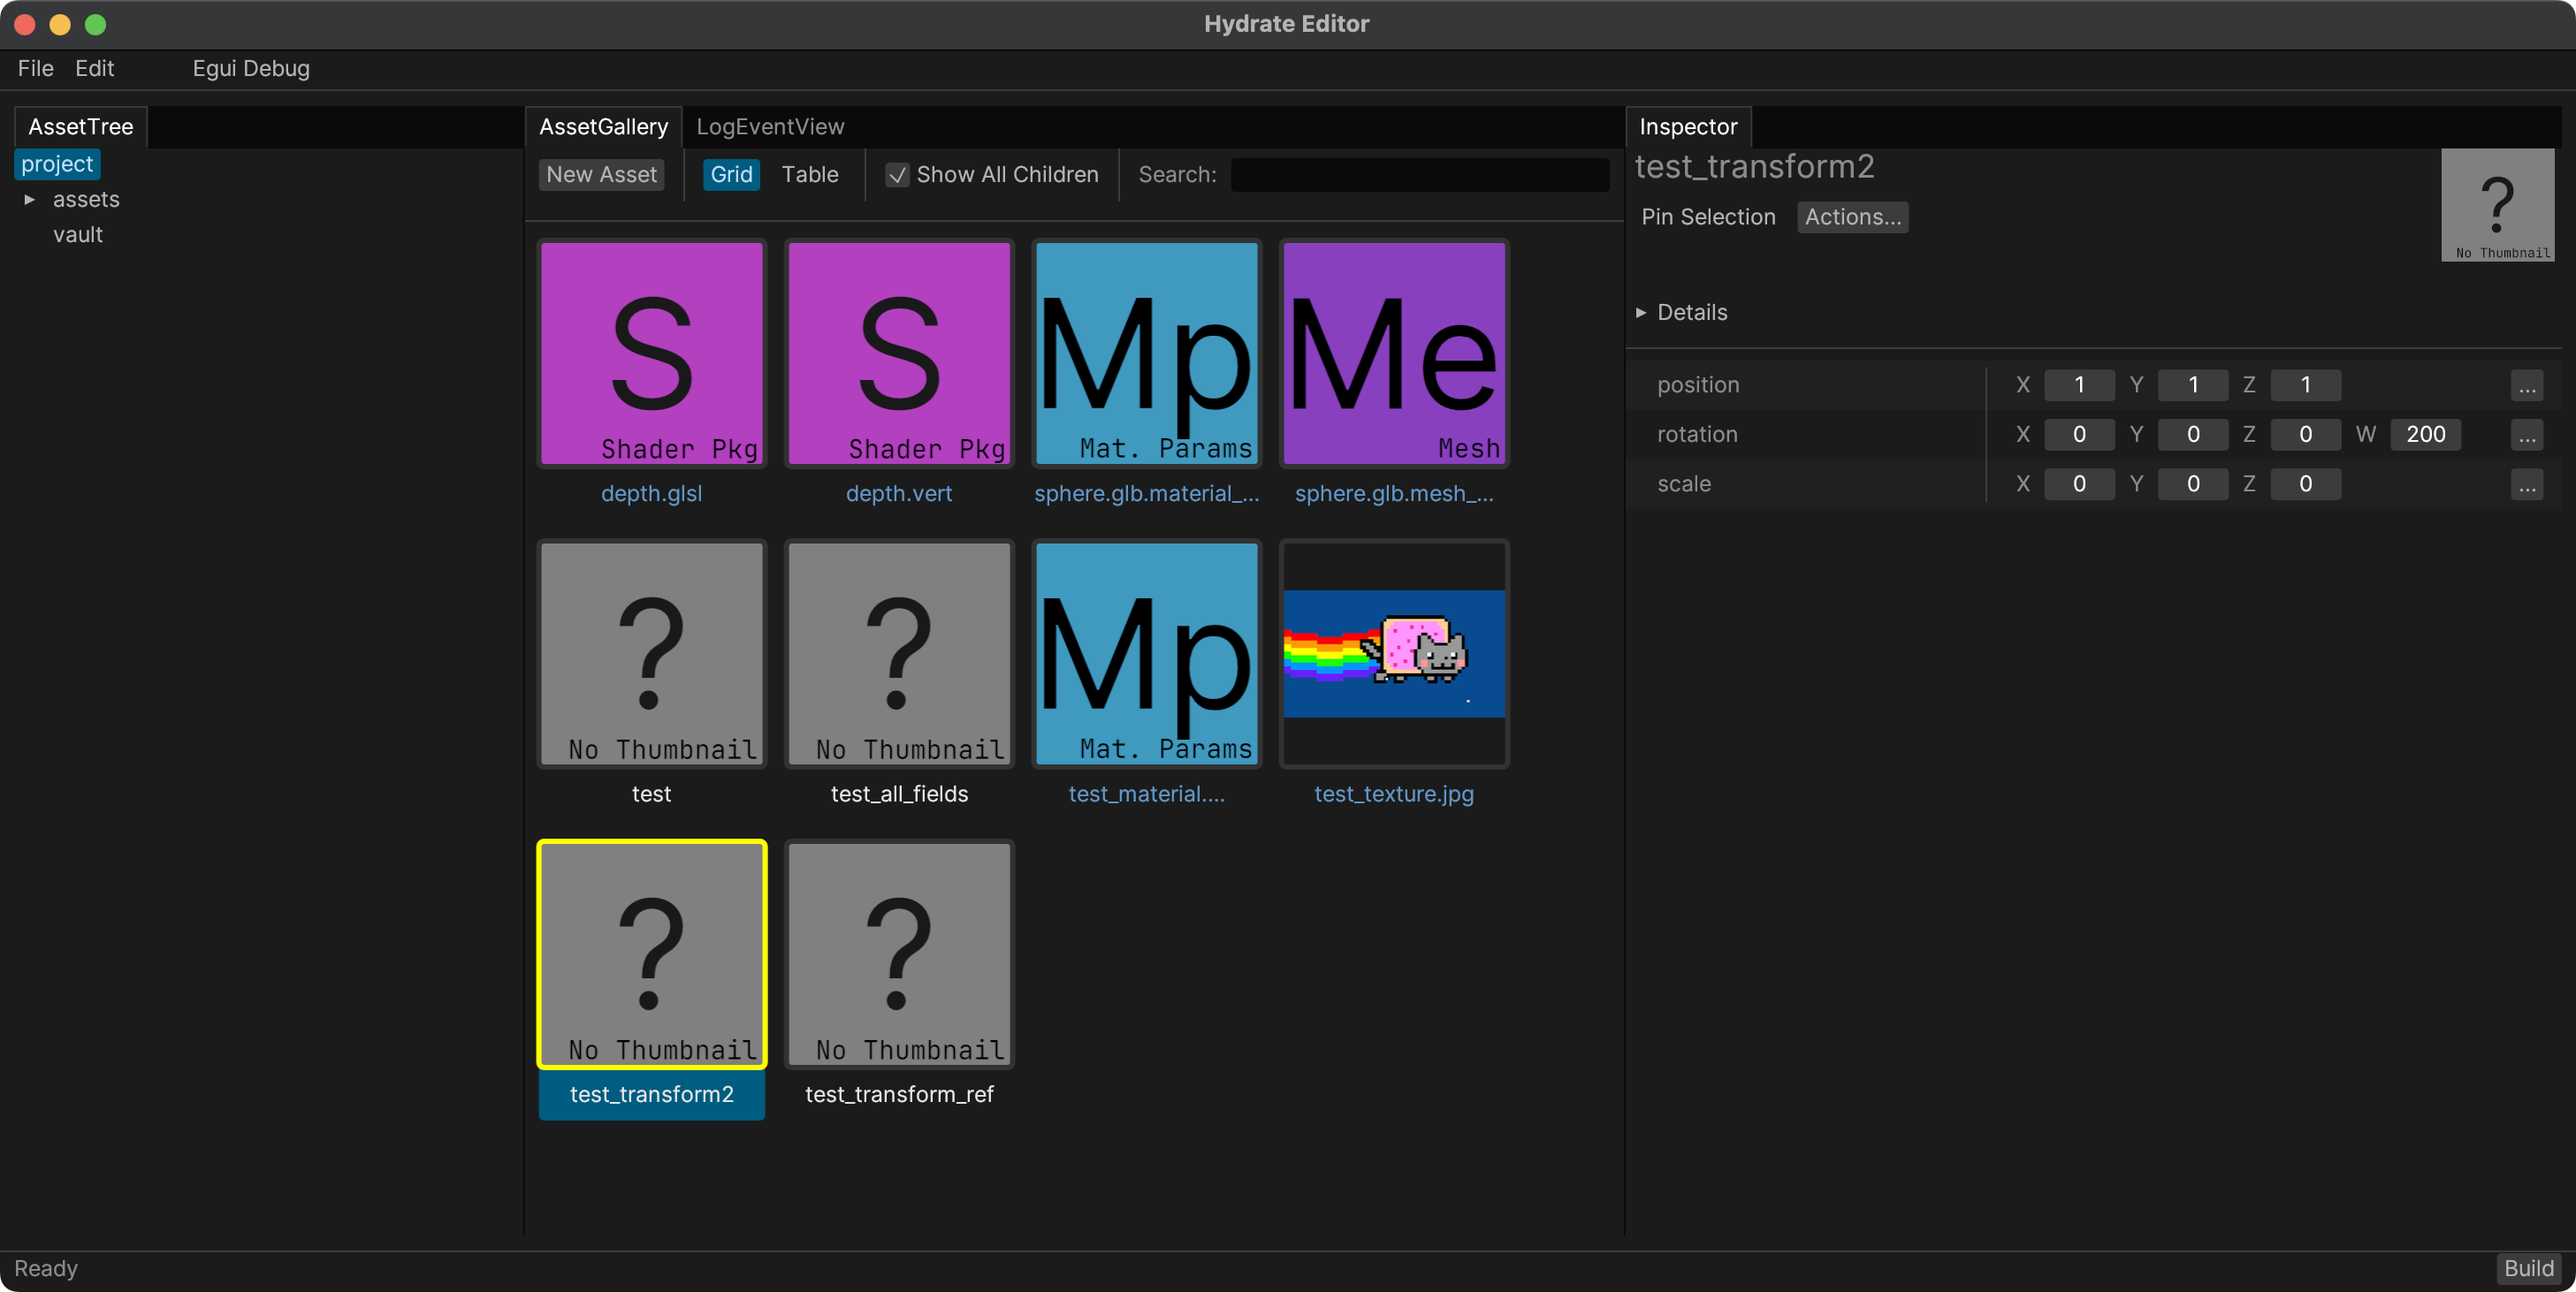 Hydrate Editor
File Edit Egui Debug
AssetTree
project
assets
vault
AssetGallery LogEventView
New Asset Grid Table Show All Children Search:
S
Shader Pkg
depth.glsl
S
Shader Pkg
depth.vert
Mp
Mat. Params
sphere.glb.material_...
Me
Mesh
sphere.glb.mesh_...
?
No Thumbnail
test
?
No Thumbnail
test_all_fields
Mp
Mat. Params
test_material....
test_texture.jpg
?
No Thumbnail
test_transform2
?
No Thumbnail
test_transform_ref
Inspector
test_transform2
Pin Selection Actions...
?
No Thumbnail
Details
position X 1 Y 1 Z 1 ...
rotation X 0 Y 0 Z 0 W 200 ...
scale X 0 Y 0 Z 0 ...
Ready Build